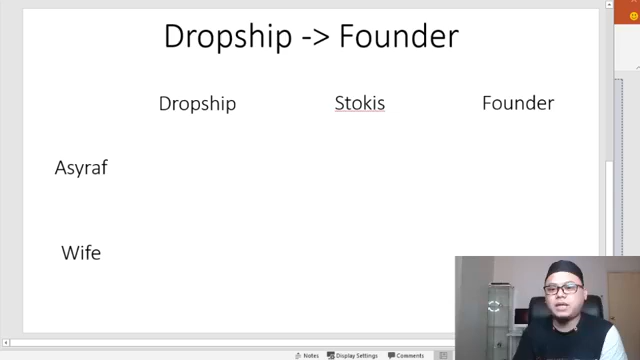 Dropship -> Founder
Dropship Stokis Founder
Asyraf
Wife
Notes Display Settings Comments